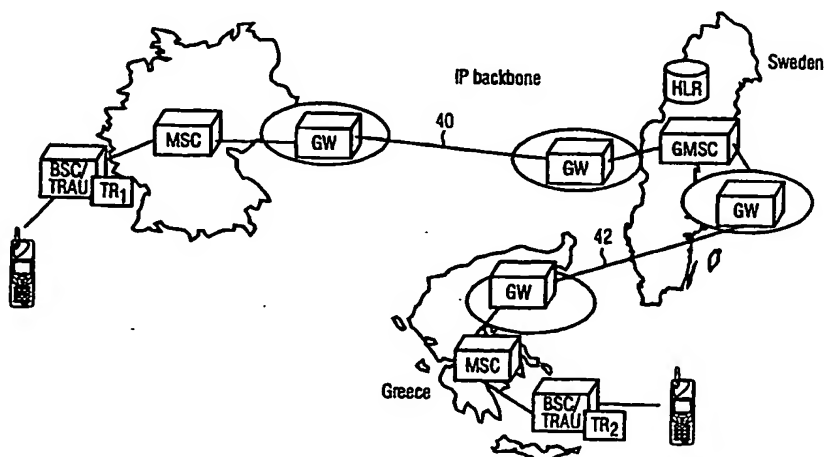 IP backbone
Sweden
HLR
40
MSC
GW
GW
GMSC
BSC/
TRAU
TR1
GW
42
GW
MSC
Greece
BSC/
TRAU
TR2